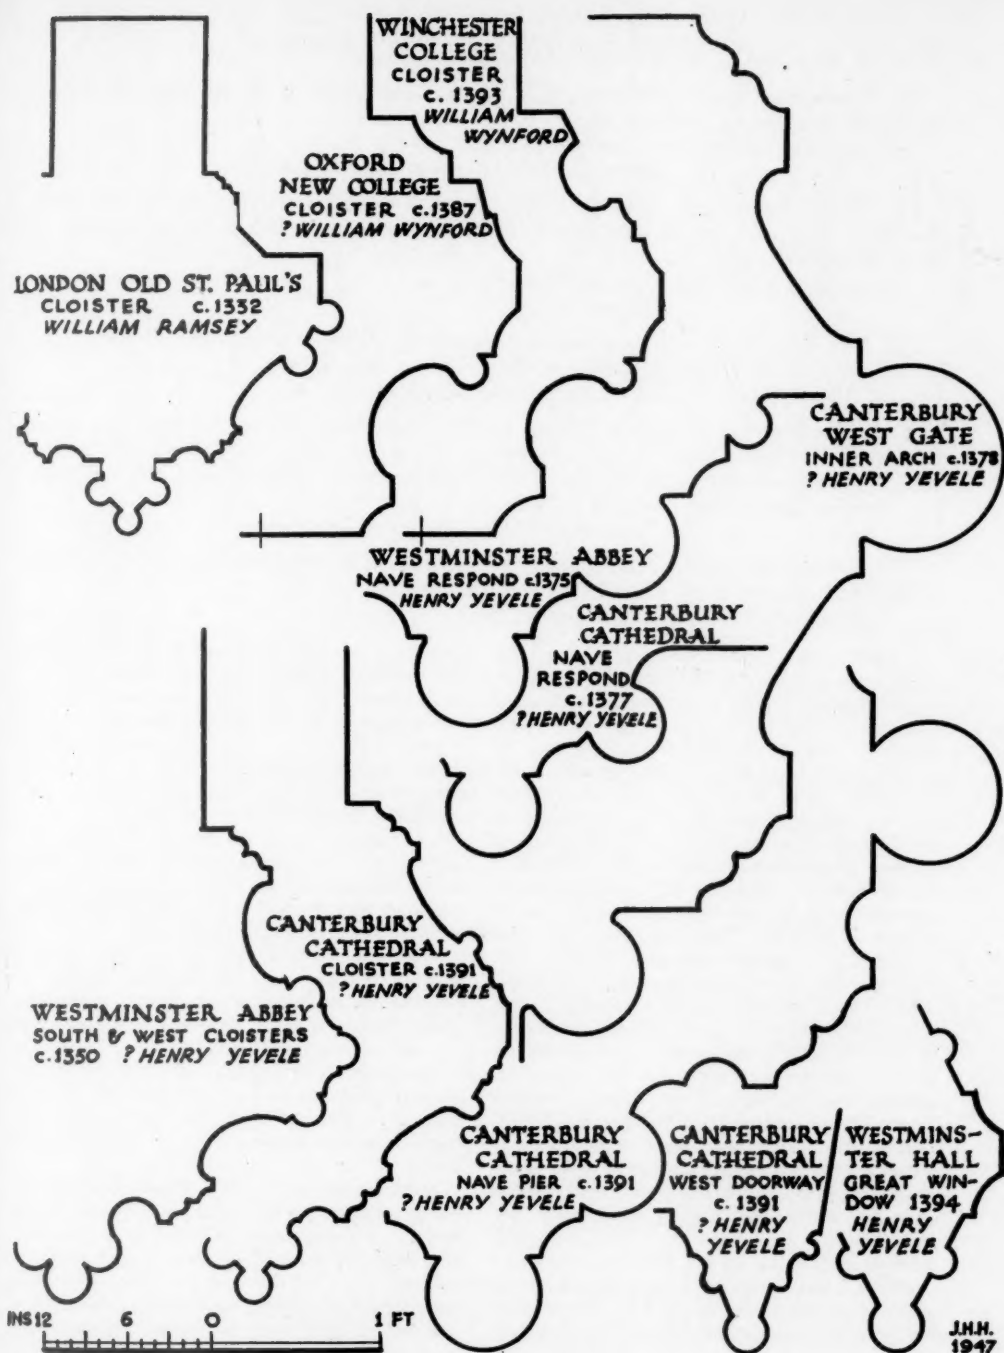 WINCHESTER
COLLEGE
CLOISTER
c. 1393
WILLIAM
WYNFORD
OXFORD
NEW COLLEGE
CLOISTER c.1387
? WILLIAM WYNFORD
LONDON OLD ST. PAUL'S
CLOISTER c.1332
WILLIAM RAMSEY
CANTERBURY
WEST GATE
INNER ARCH c.1378
? HENRY YEVELE
WESTMINSTER ABBEY
NAVE RESPOND c.1375
HENRY YEVELE
CANTERBURY
CATHEDRAL
NAVE
RESPOND
c. 1377
? HENRY YEVELE
CANTERBURY
CATHEDRAL
CLOISTER c.1391
? HENRY YEVELE
WESTMINSTER ABBEY
SOUTH & WEST CLOISTERS
c.1350 ? HENRY YEVELE
CANTERBURY
CATHEDRAL
NAVE PIER c.1391
? HENRY YEVELE
CANTERBURY
CATHEDRAL
WEST DOORWAY
c. 1391
? HENRY
YEVELE
WESTMINS-
TER HALL
GREAT WIN-
DOW 1394
HENRY
YEVELE
INS 12 6 0 1 FT
J.H.H.
1947